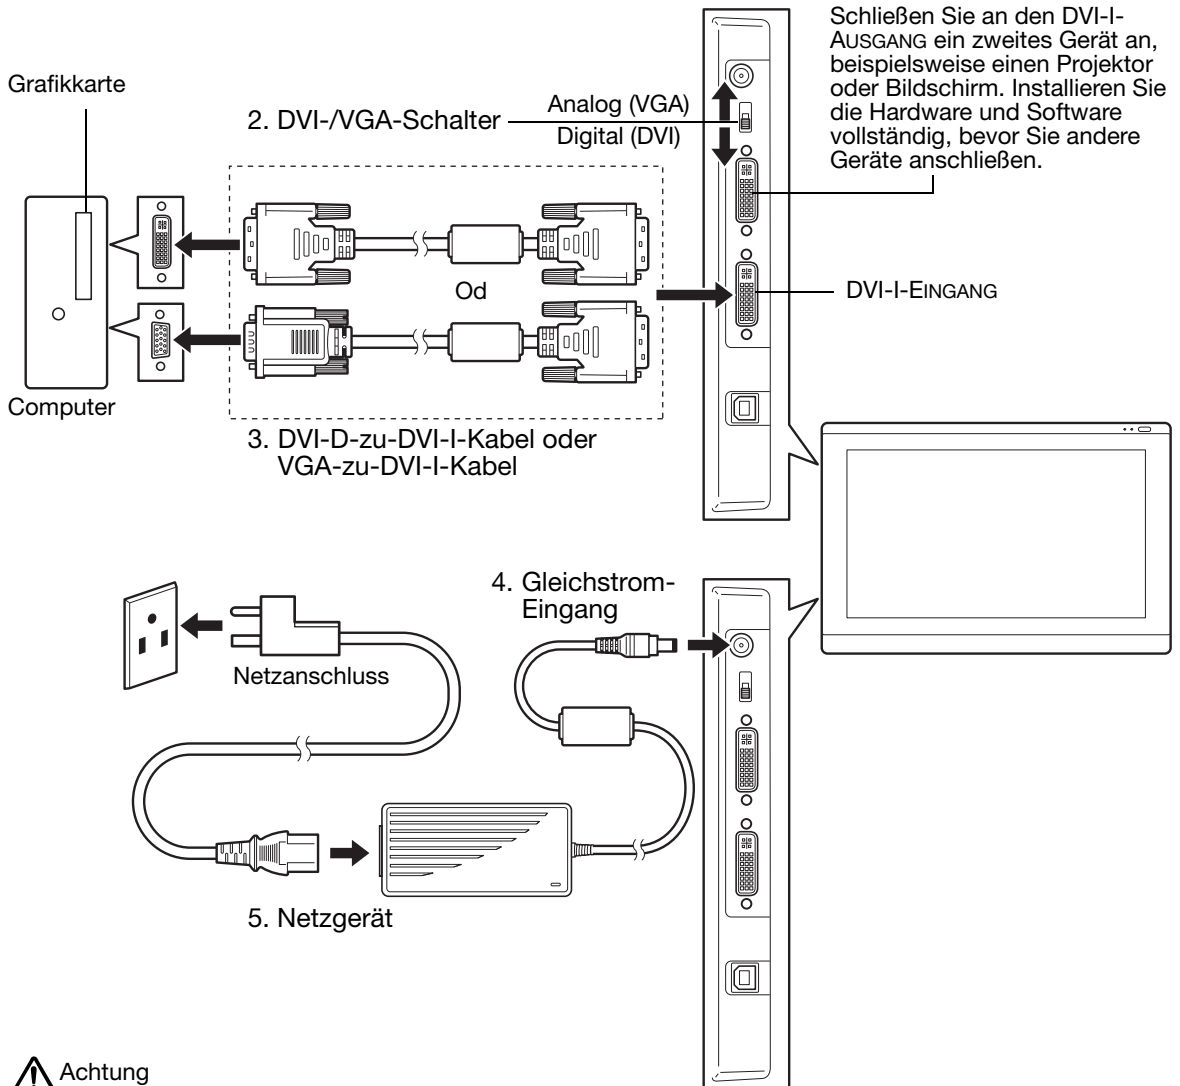 Schließen Sie an den DVI-I-
AUSGANG ein zweites Gerät an,
beispielsweise einen Projektor
oder Bildschirm. Installieren Sie
die Hardware und Software
vollständig, bevor Sie andere
Geräte anschließen.
Grafikkarte
2. DVI-/VGA-Schalter
Analog (VGA)
Digital (DVI)
Od
DVI-I-EINGANG
Computer
3. DVI-D-zu-DVI-I-Kabel oder
VGA-zu-DVI-I-Kabel
4. Gleichstrom-
Eingang
Netzanschluss
5. Netzgerät
Achtung